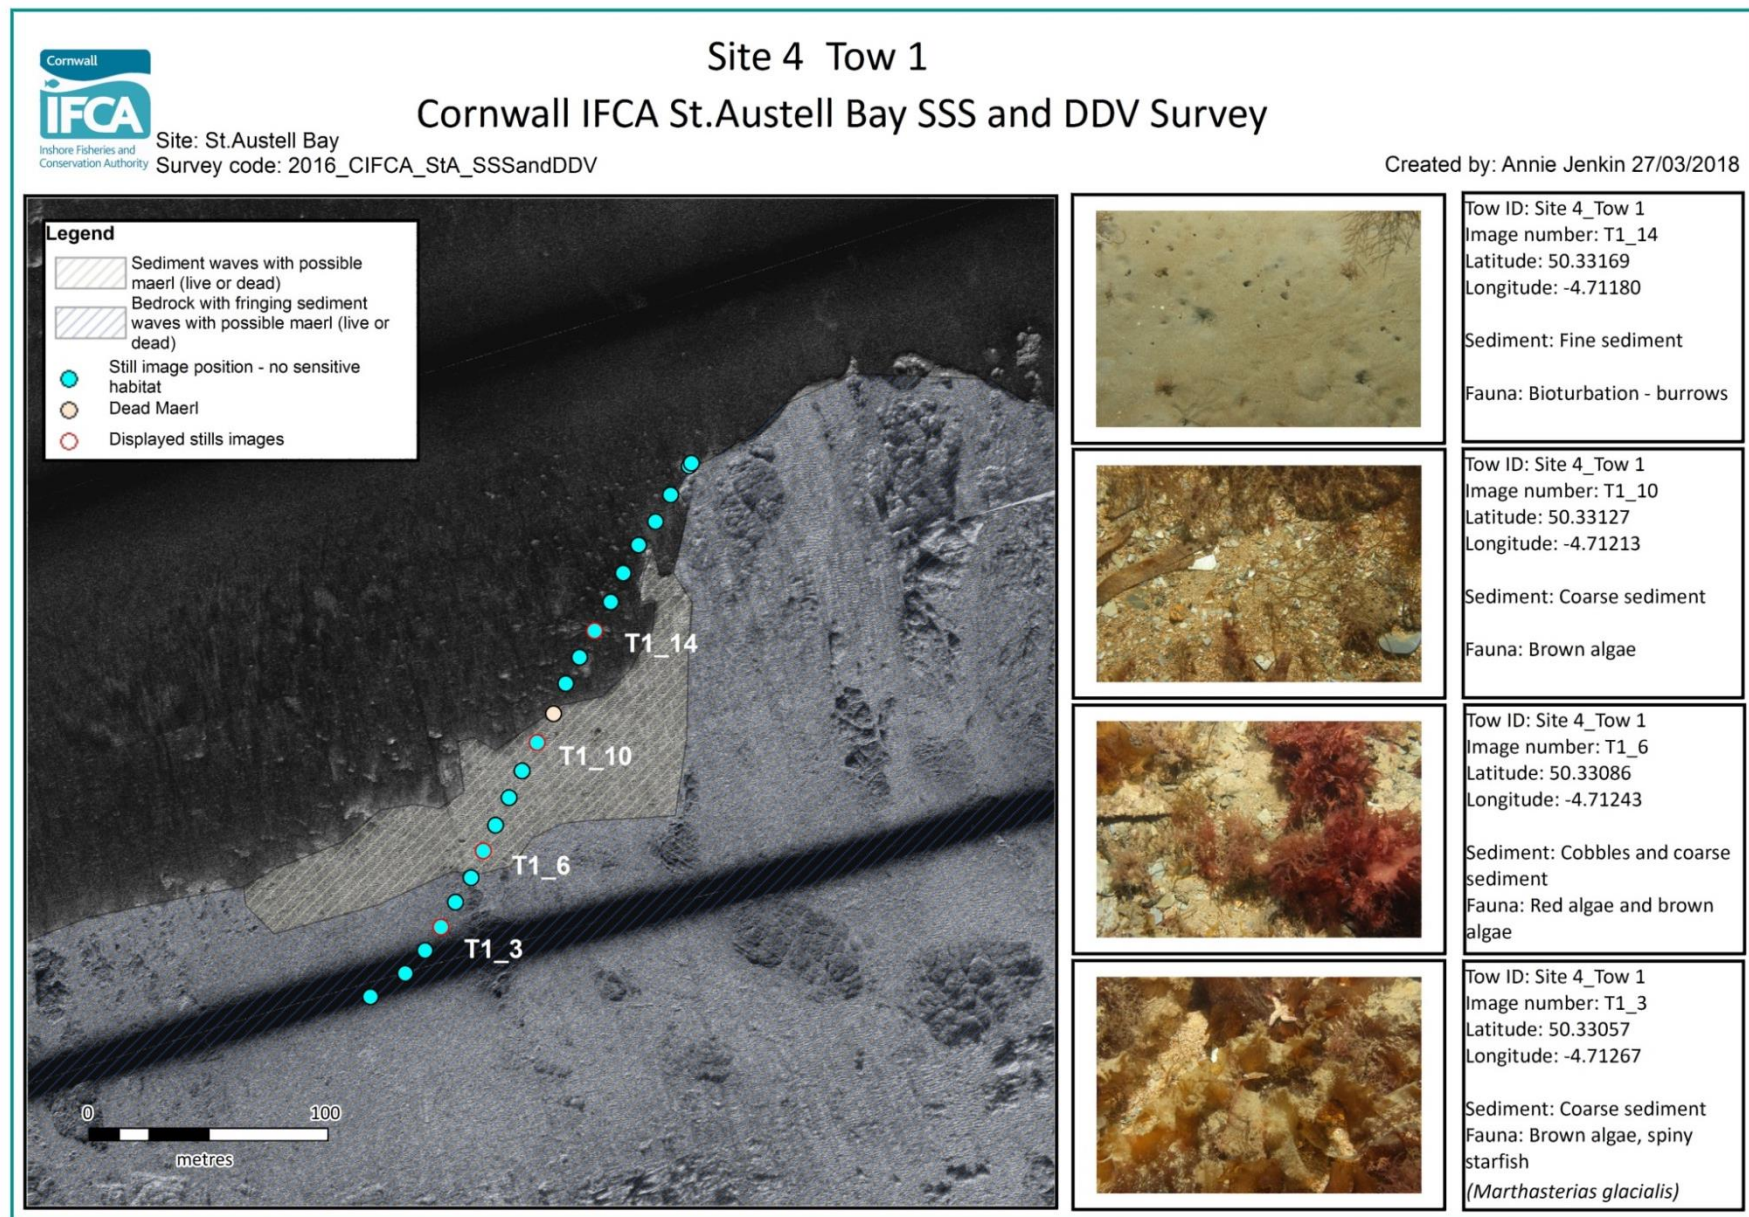 Site 4 Tow 1
Cornwall IFCA St.Austell Bay SSS and DDV Survey
Cornwall
IFCA
Inshore Fisheries and
Conservation Authority
Site: St.Austell Bay
Survey code: 2016_CIFCA_StA_SSSandDDV
Created by: Annie Jenkin 27/03/2018
Legend
Sediment waves with possible
maerl (live or dead)
Bedrock with fringing sediment
waves with possible maerl (live or
dead)
Still image position - no sensitive
habitat
Dead Maerl
Displayed stills images
T1_14
T1_10
T1_6
T1_3
0 100
metres
Tow ID: Site 4_Tow 1
Image number: T1_14
Latitude: 50.33169
Longitude: -4.71180
Sediment: Fine sediment
Fauna: Bioturbation - burrows
Tow ID: Site 4_Tow 1
Image number: T1_10
Latitude: 50.33127
Longitude: -4.71213
Sediment: Coarse sediment
Fauna: Brown algae
Tow ID: Site 4_Tow 1
Image number: T1_6
Latitude: 50.33086
Longitude: -4.71243
Sediment: Cobbles and coarse
sediment
Fauna: Red algae and brown
algae
Tow ID: Site 4_Tow 1
Image number: T1_3
Latitude: 50.33057
Longitude: -4.71267
Sediment: Coarse sediment
Fauna: Brown algae, spiny
starfish
(Marthasterias glacialis)